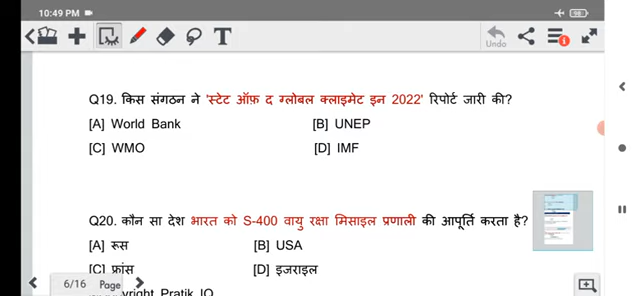 10:49 PM
98
T
Undo
Q19. किस संगठन ने 'स्टेट ऑफ़ द ग्लोबल क्लाइमेट इन 2022' रिपोर्ट जारी की?
[A] World Bank [B] UNEP
[C] WMO [D] IMF
Q20. कौन सा देश भारत को S-400 वायु रक्षा मिसाइल प्रणाली की आपूर्ति करता है?
[A] रूस [B] USA
[C] फ्रांस [D] इजराइल
6/16 Page
Pratik IQ